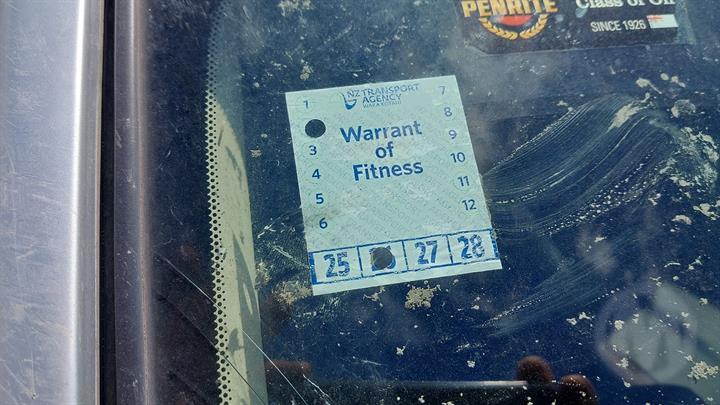 PENRITE
Class of Oil
SINCE 1926
NZ TRANSPORT
AGENCY
WAKA KOTAHI
1
3
4
5
6
Warrant
of
Fitness
7
8
9
10
11
12
25 27 28